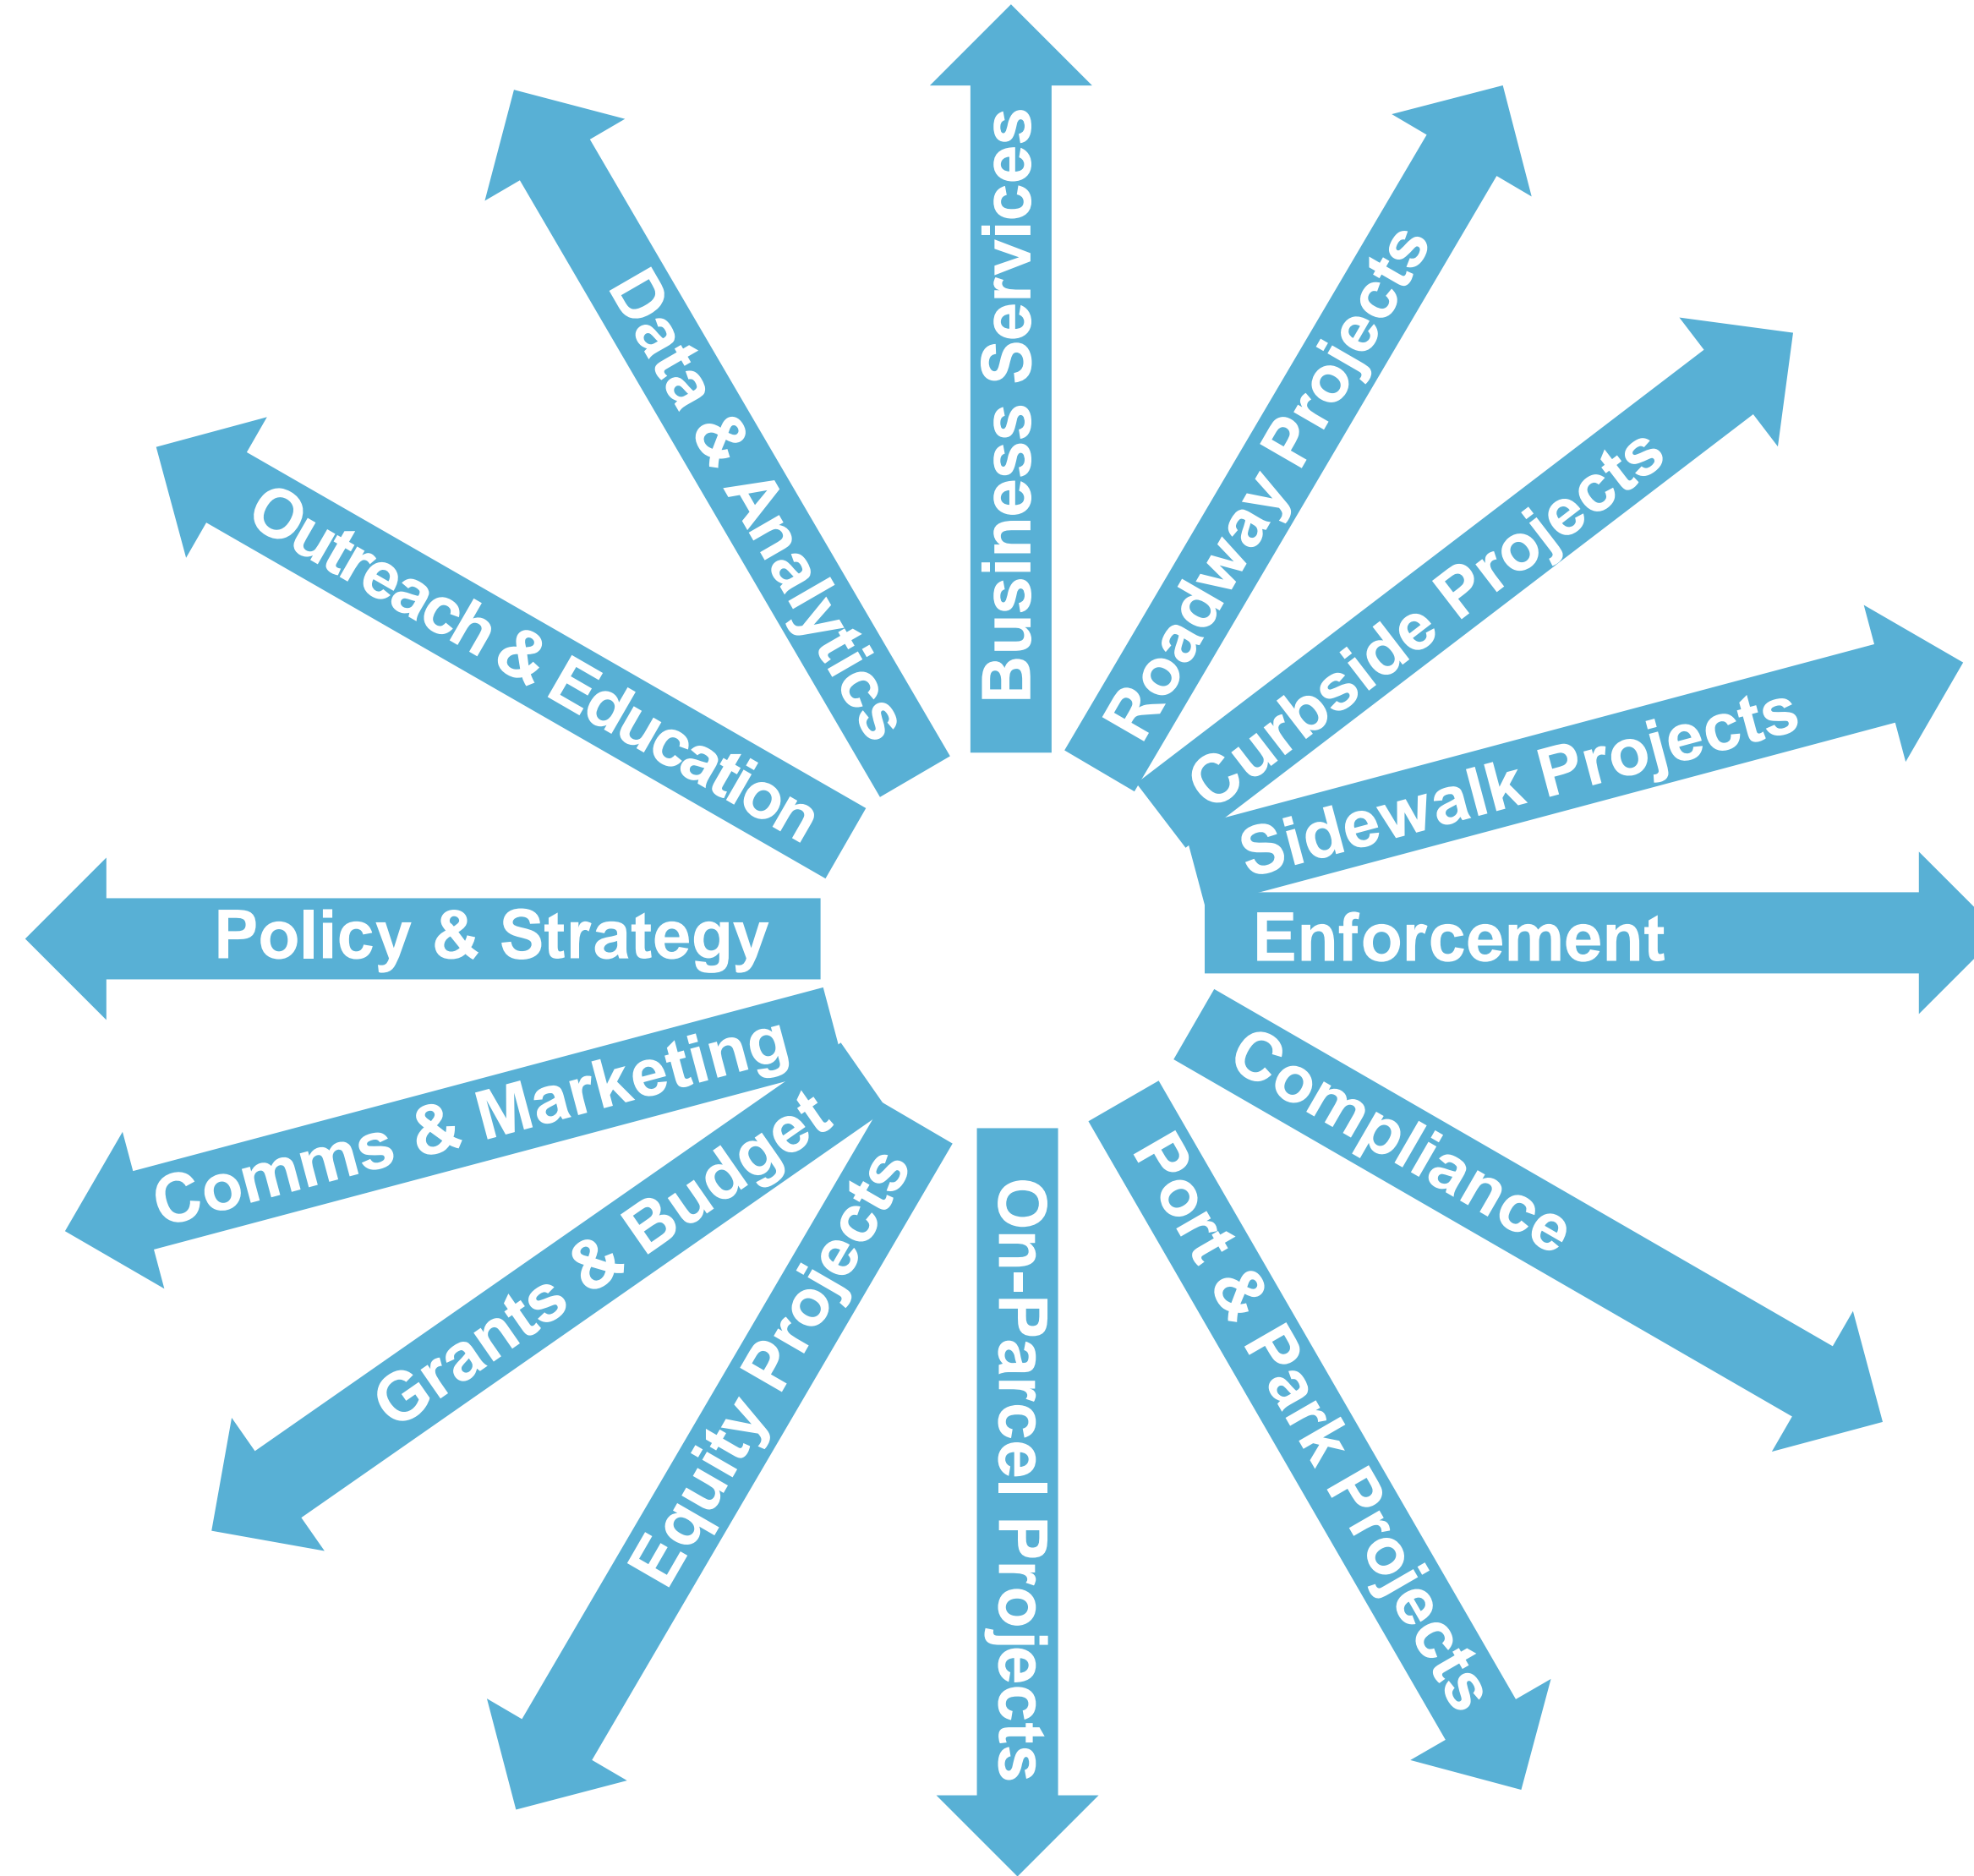 Business Services
Roadway Projects
Curbside Projects
Sidewalk Projects
Enforcement
Compliance
Port & Park Projects
On-Parcel Projects
Equity Projects
Grants & Budget
Comms & Marketing
Policy & Strategy
Outreach & Education
Data & Analytics